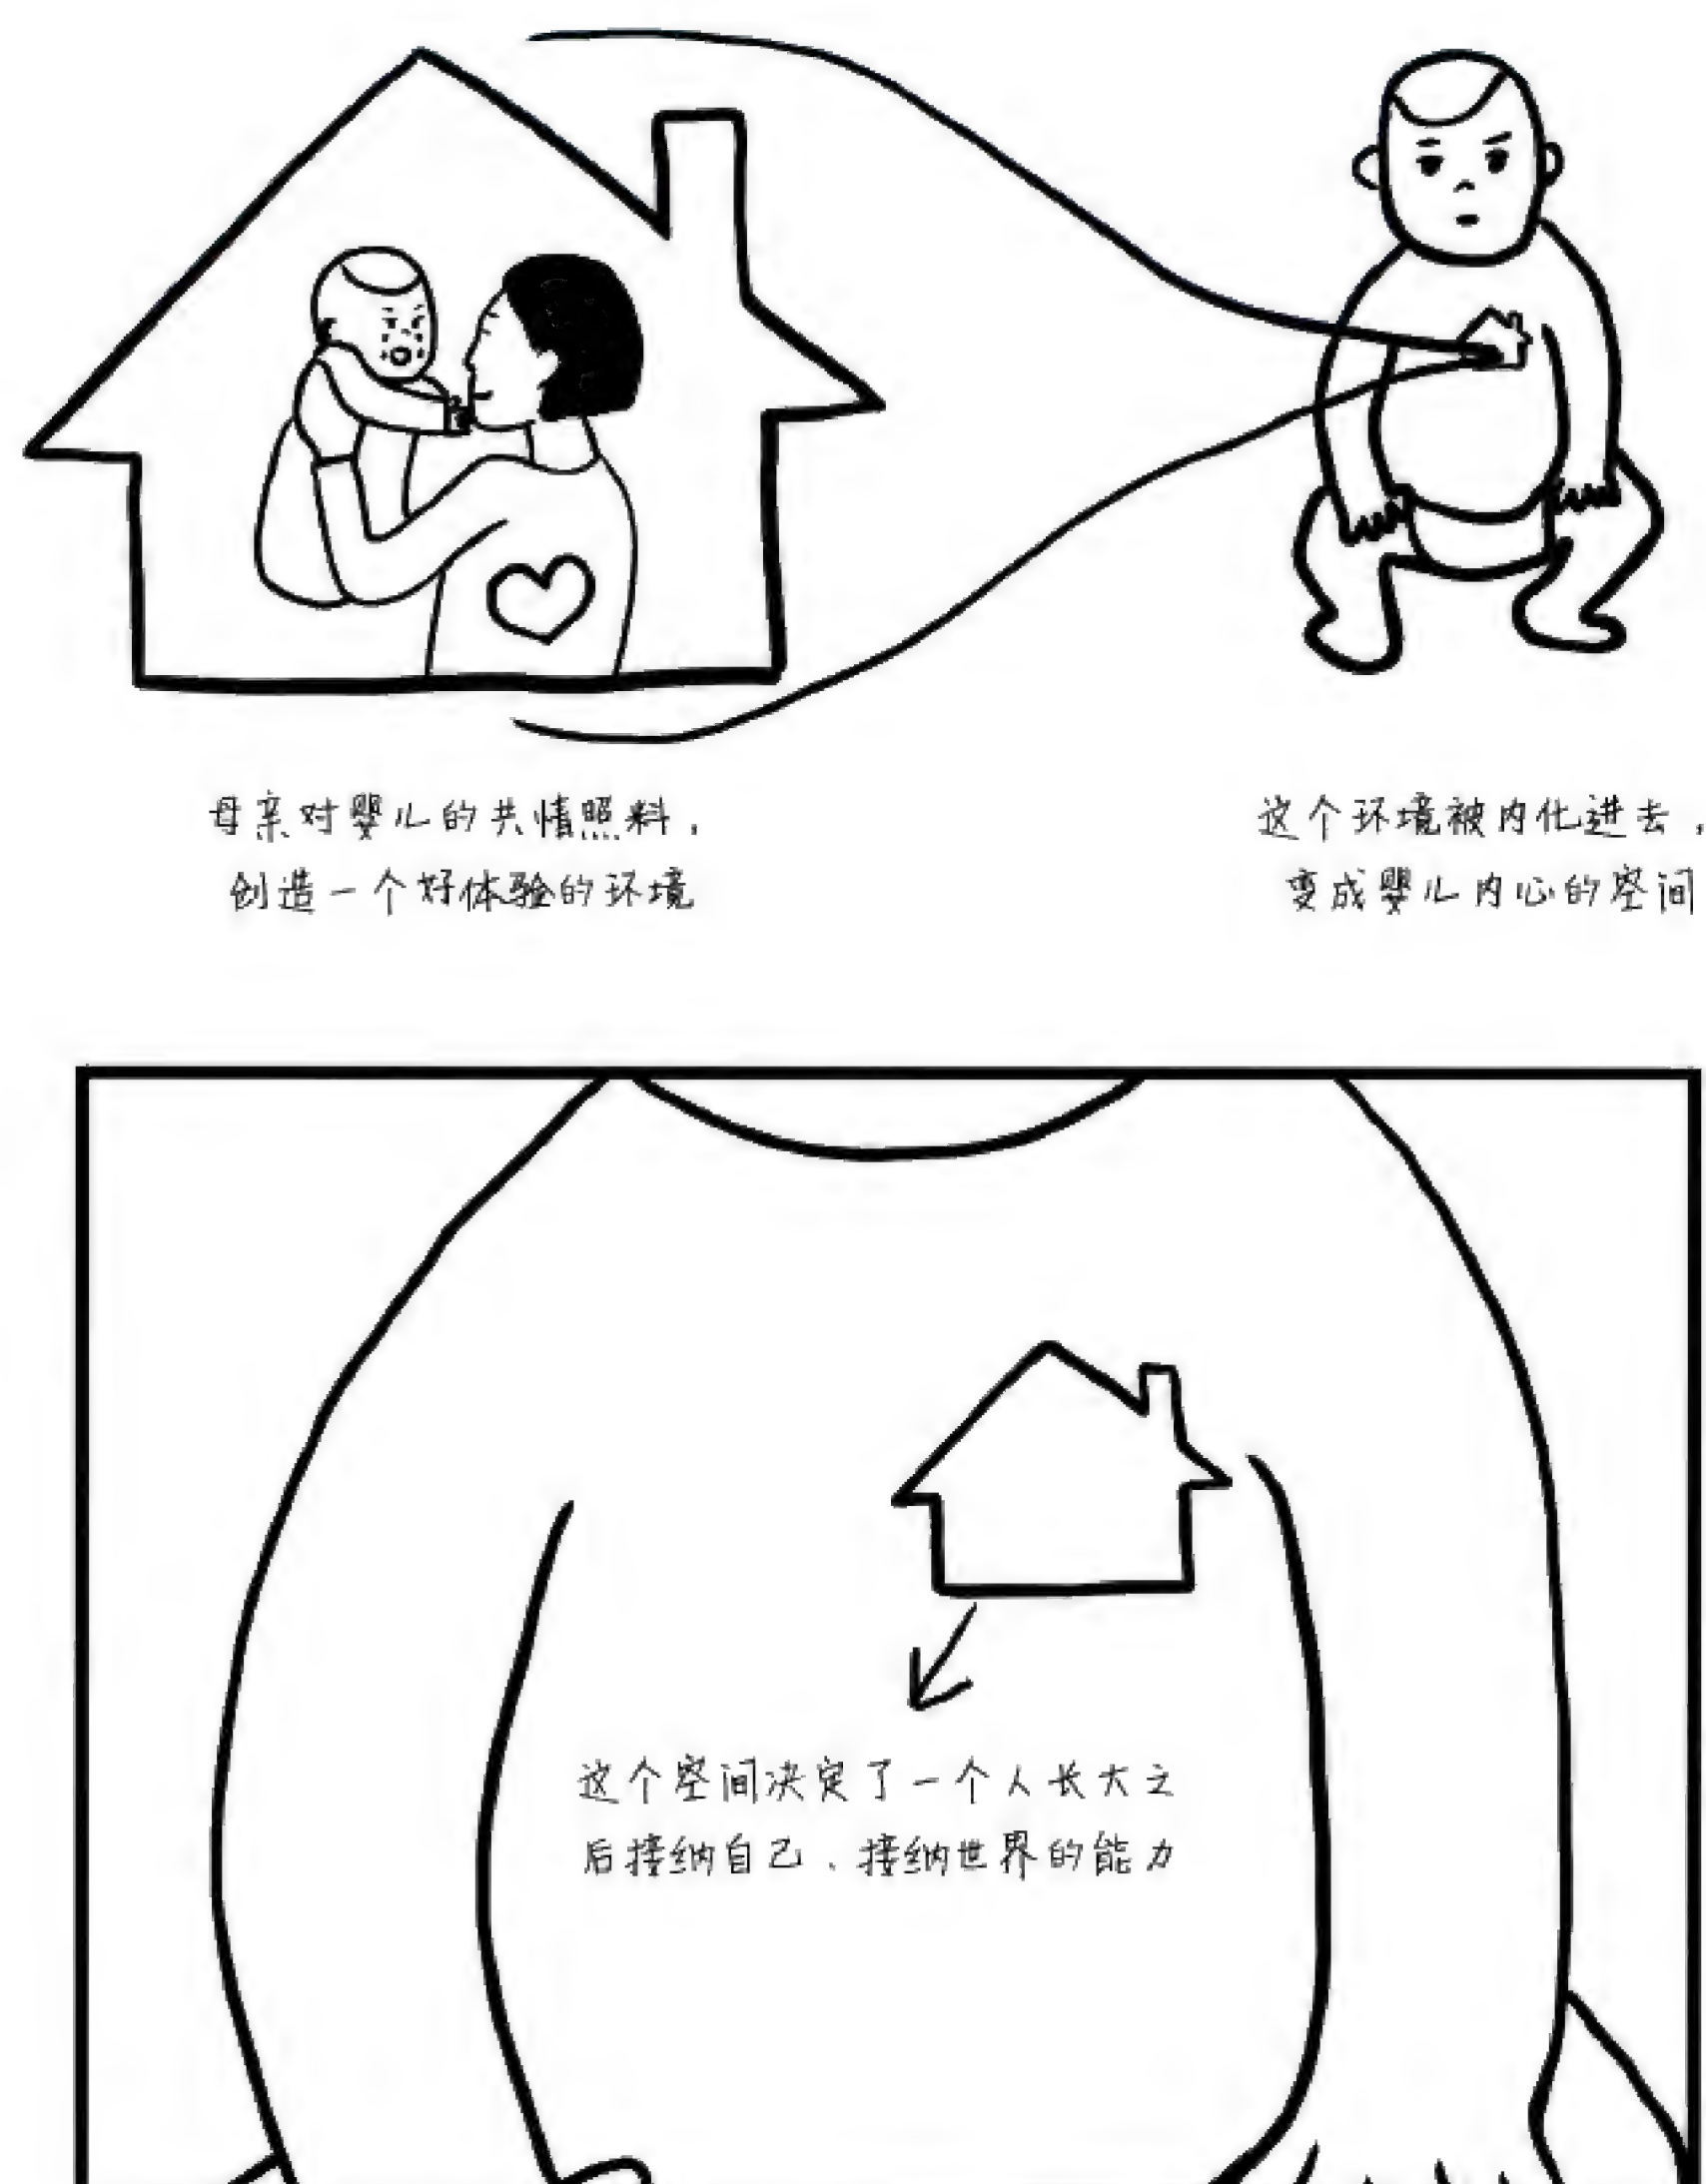 母亲对婴儿的共情照料，
创造一个好体验的环境
这个环境被内化进去，
变成婴儿内心的空间
这个空间决定了一个人长大之
后接纳自己、接纳世界的能力